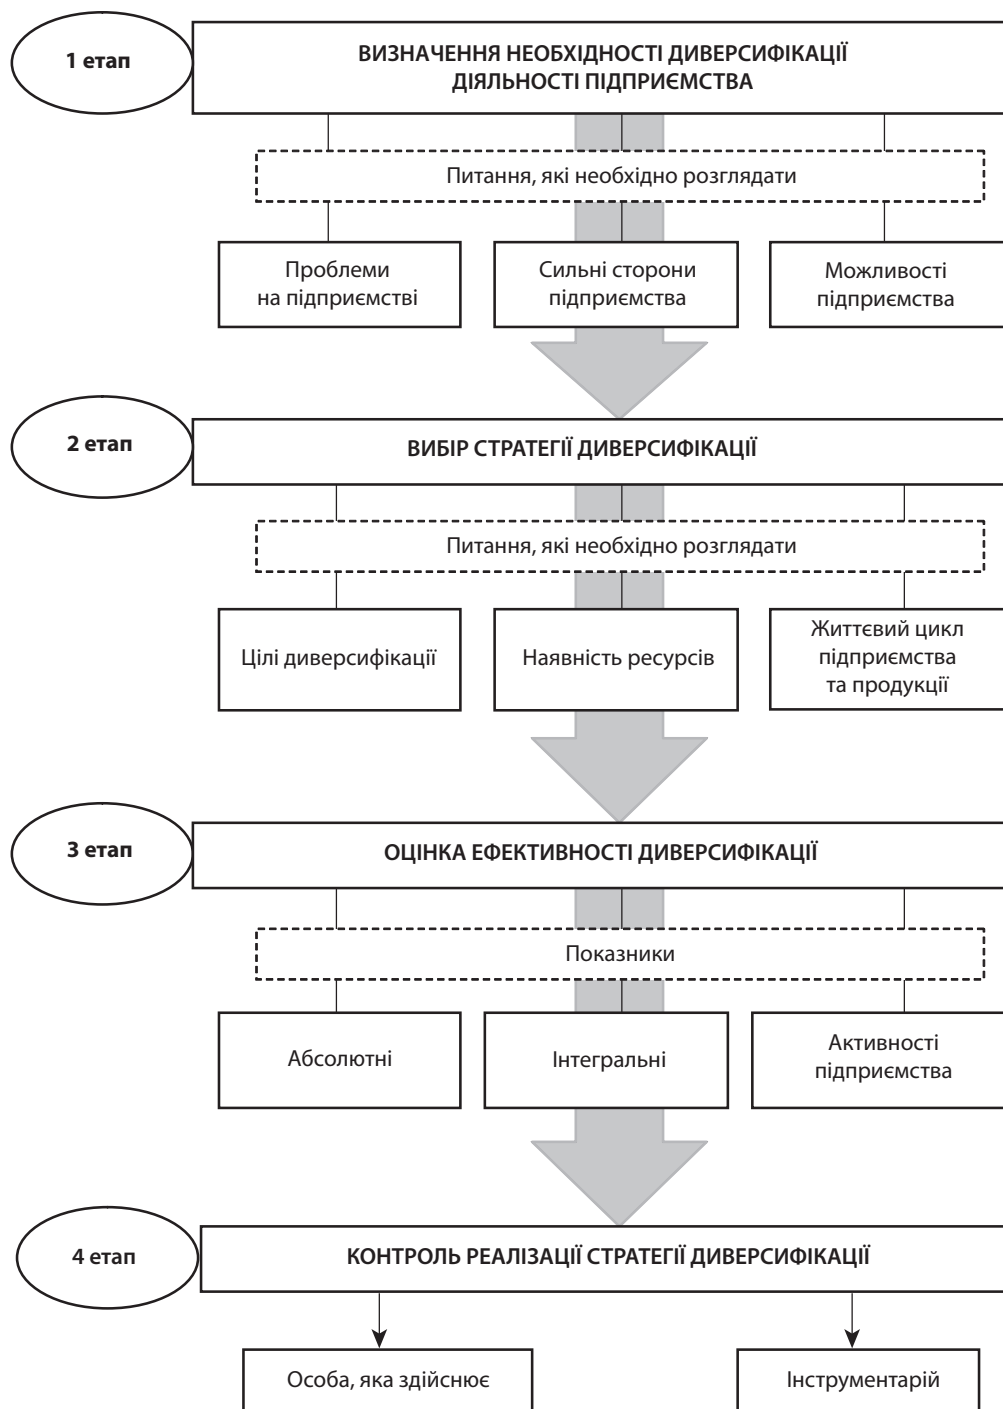 1 етап
ВИЗНАЧЕННЯ НЕОБХІДНОСТІ ДИВЕРСИФІКАЦІЇ
ДІЯЛЬНОСТІ ПІДПРИЄМСТВА
Питання, які необхідно розглядати
Проблеми
на підприємстві
Сильні сторони
підприємства
Можливості
підприємства
2 етап
ВИБІР СТРАТЕГІЇ ДИВЕРСИФІКАЦІЇ
Питання, які необхідно розглядати
Цілі диверсифікації
Наявність ресурсів
Життєвий цикл
підприємства
та продукції
3 етап
ОЦІНКА ЕФЕКТИВНОСТІ ДИВЕРСИФІКАЦІЇ
Показники
Абсолютні
Інтегральні
Активності
підприємства
4 етап
КОНТРОЛЬ РЕАЛІЗАЦІЇ СТРАТЕГІЇ ДИВЕРСИФІКАЦІЇ
Особа, яка здійснює
Інструментарій